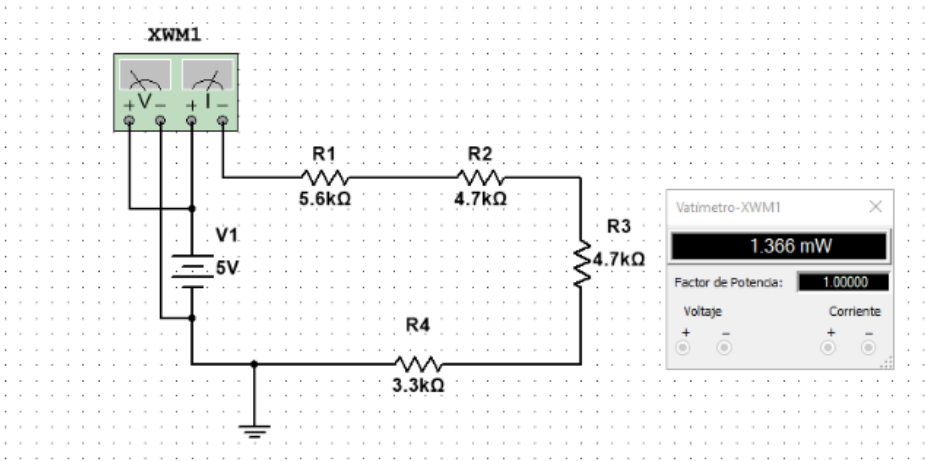 XWM1
+ V − + I −
R1
5.6kΩ
R2
4.7kΩ
R3
4.7kΩ
V1
5V
R4
3.3kΩ
Vatímetro-XWM1
1.366 mW
Factor de Potencia: 1.00000
Voltaje Corriente
+ − + −